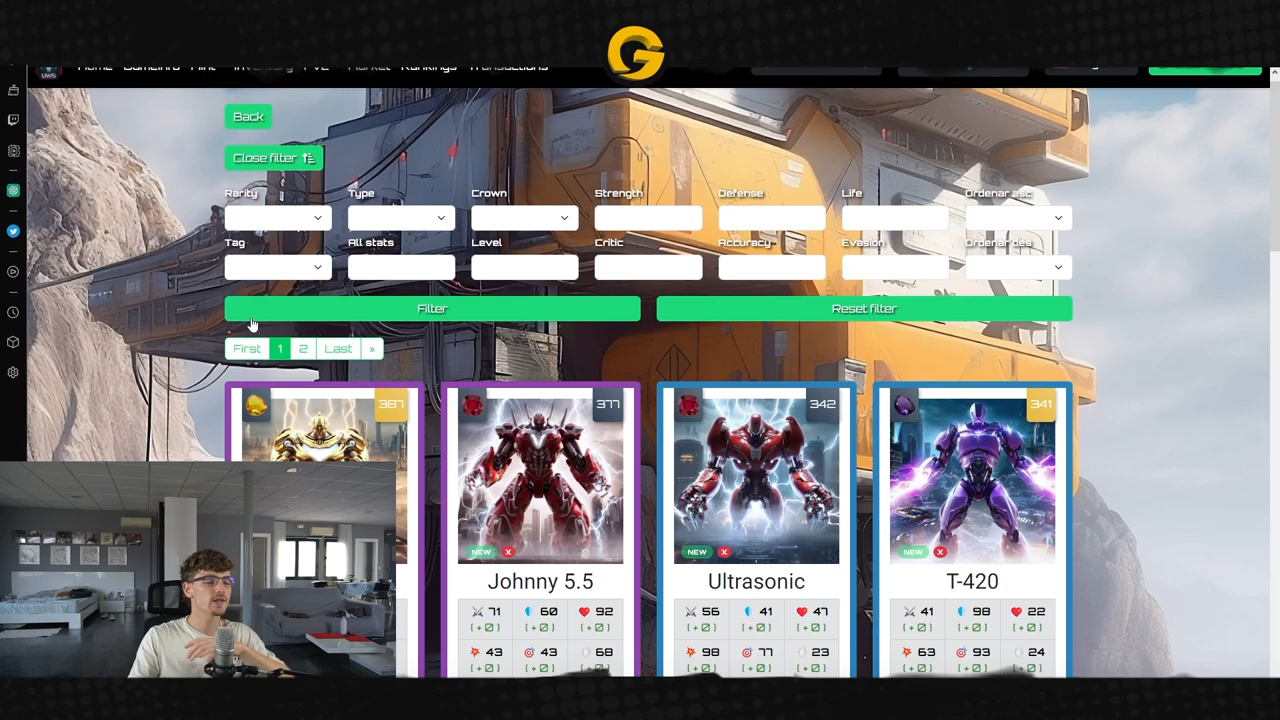 G
UWS Home Gameinfo Mint Inventory PVE Market Rankings Transactions
Back
Close filter
Rarity Type Crown Strength Defense Life Ordenar asc
Tag All stats Level Critic Accuracy Evasion Ordenar des
Filter Reset filter
First 1 2 Last »
387 377 342 341
NEW NEW NEW
Johnny 5.5 Ultrasonic T-420
71 60 92 56 41 47 41 98 22
[+0] [+0] [+0] [+0] [+0] [+0] [+0] [+0] [+0]
43 43 68 98 77 23 63 93 24
[+0] [+0] [+0] [+0] [+0] [+0] [+0] [+0] [+0]